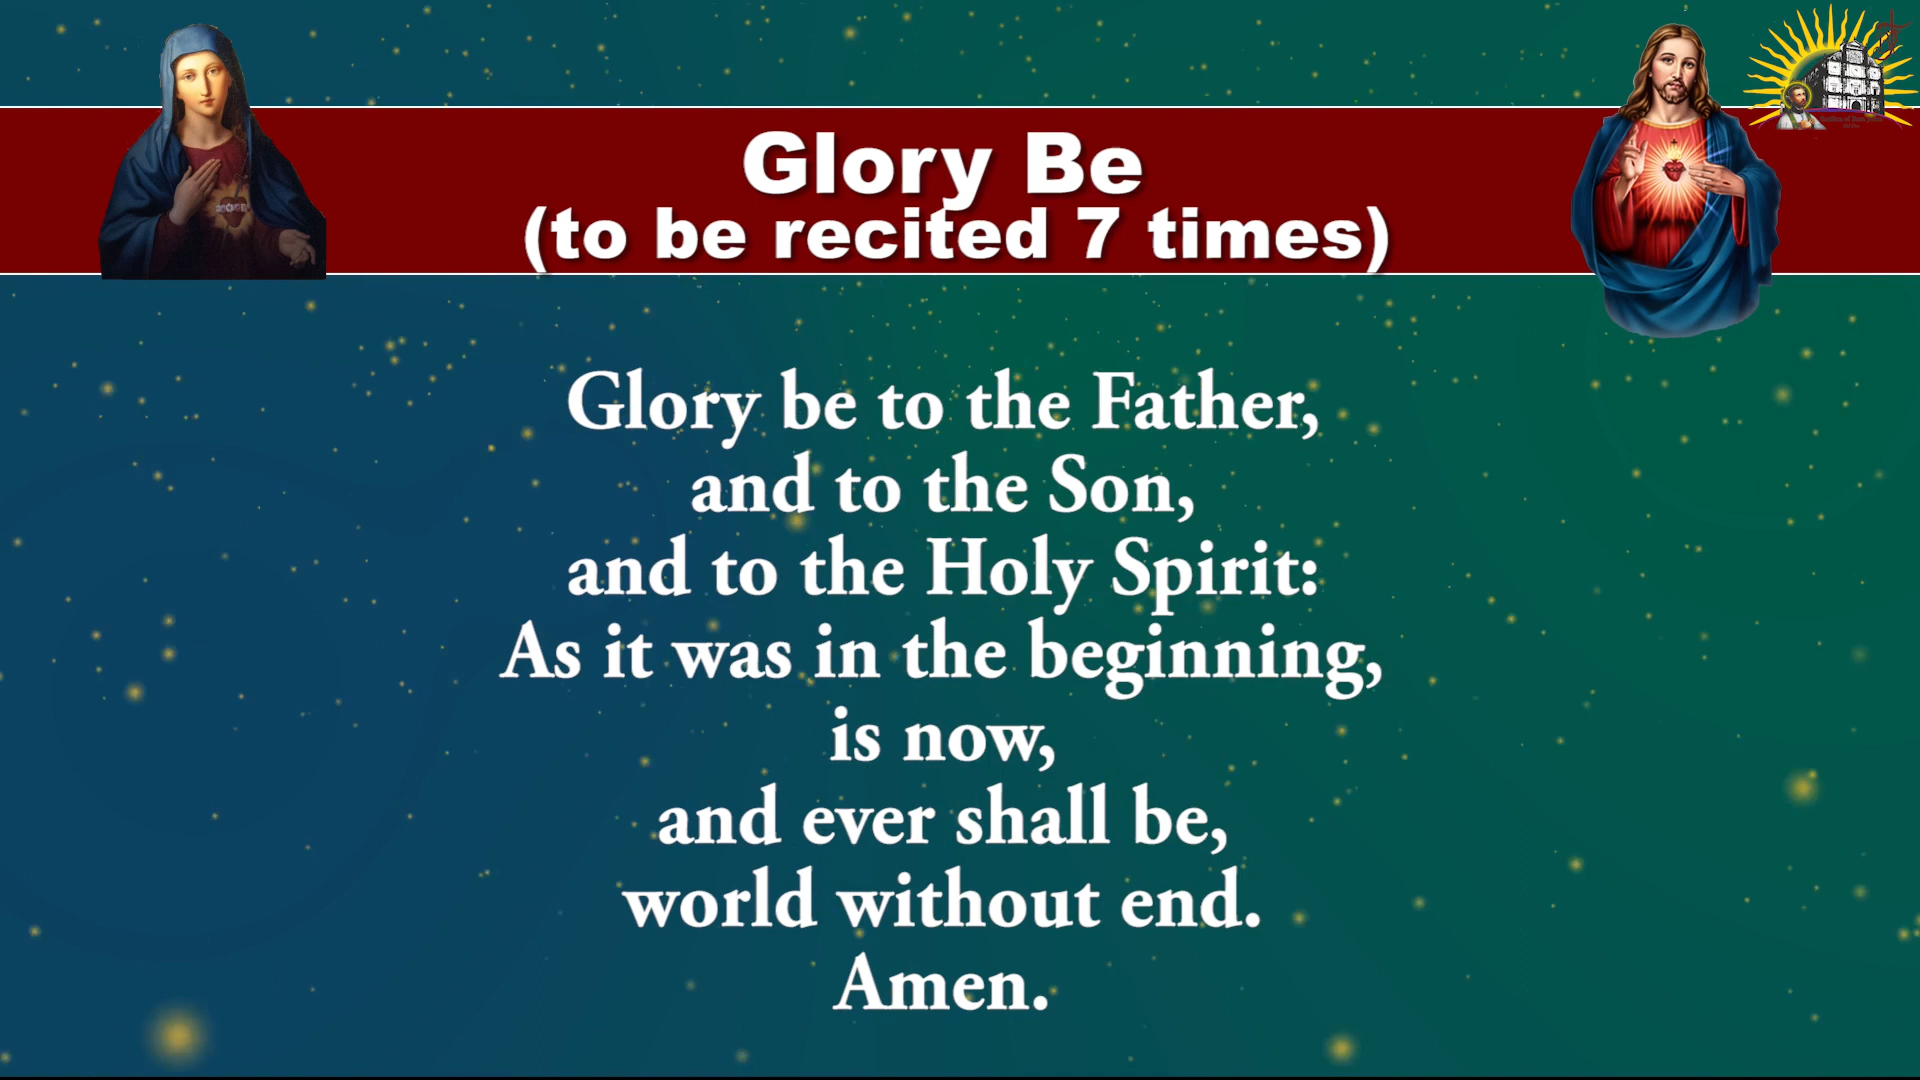 Glory Be
(to be recited 7 times)
Glory be to the Father,
and to the Son,
and to the Holy Spirit:
As it was in the beginning,
is now,
and ever shall be,
world without end.
Amen.